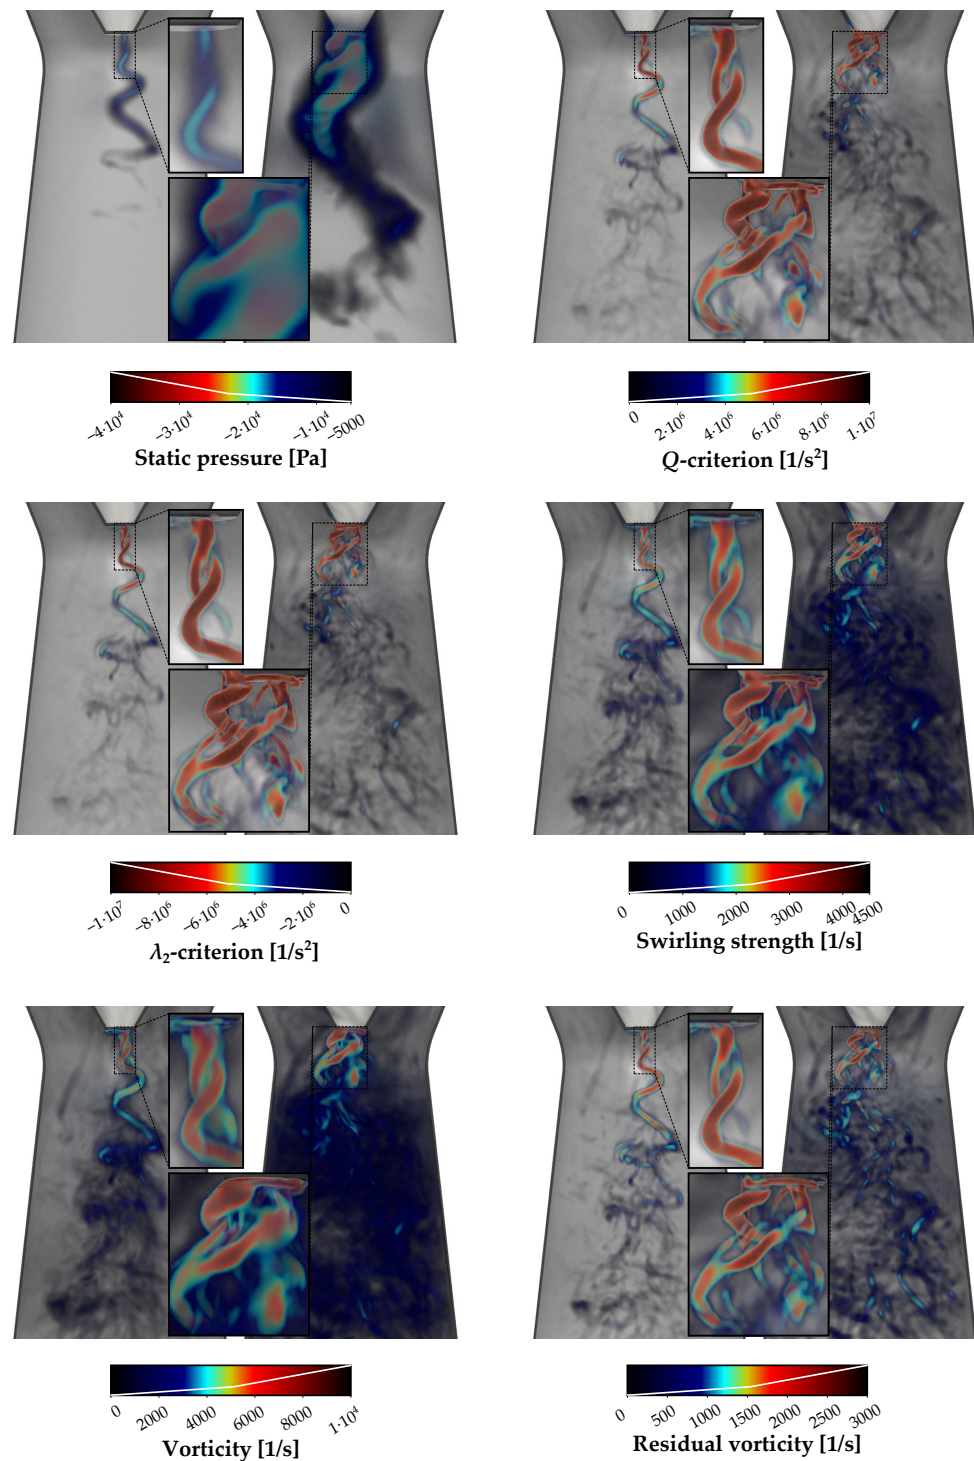 −4·10⁴ −3·10⁴ −2·10⁴ −1·10⁴ −5000
Static pressure [Pa]
0 2·10⁶ 4·10⁶ 6·10⁶ 8·10⁶ 1·10⁷
Q-criterion [1/s²]
−1·10⁷ −8·10⁶ −6·10⁶ −4·10⁶ −2·10⁶ 0
λ₂-criterion [1/s²]
0 1000 2000 3000 4000 4500
Swirling strength [1/s]
0 2000 4000 6000 8000 1·10⁴
Vorticity [1/s]
0 500 1000 1500 2000 2500 3000
Residual vorticity [1/s]